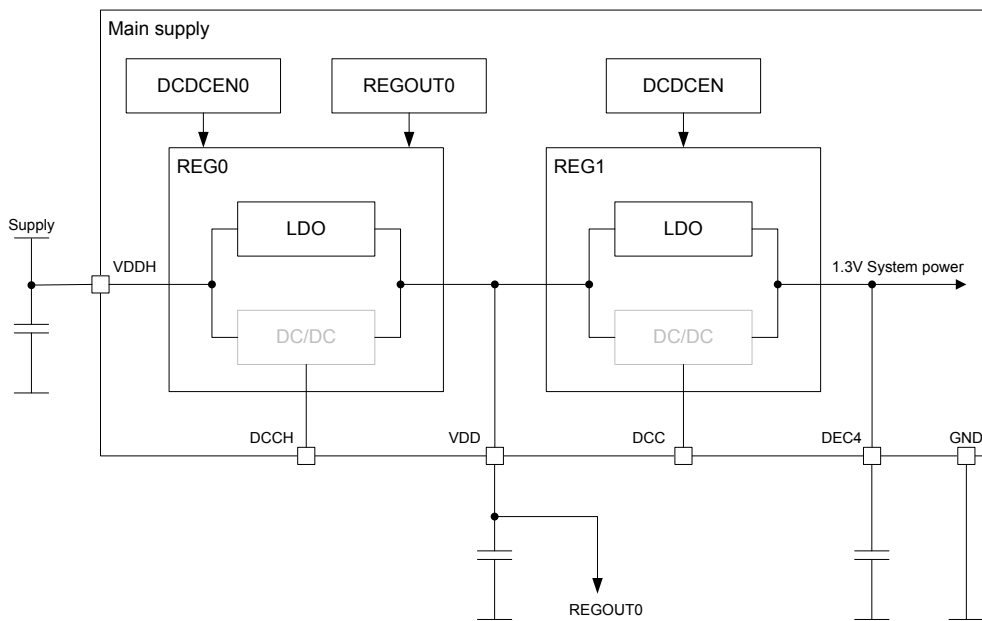 Main supply
DCDCEN0
REGOUT0
DCDCEN
REG0
REG1
LDO
LDO
Supply
VDDH
1.3V System power
DC/DC
DC/DC
DCCH
VDD
DCC
DEC4
GND
REGOUT0